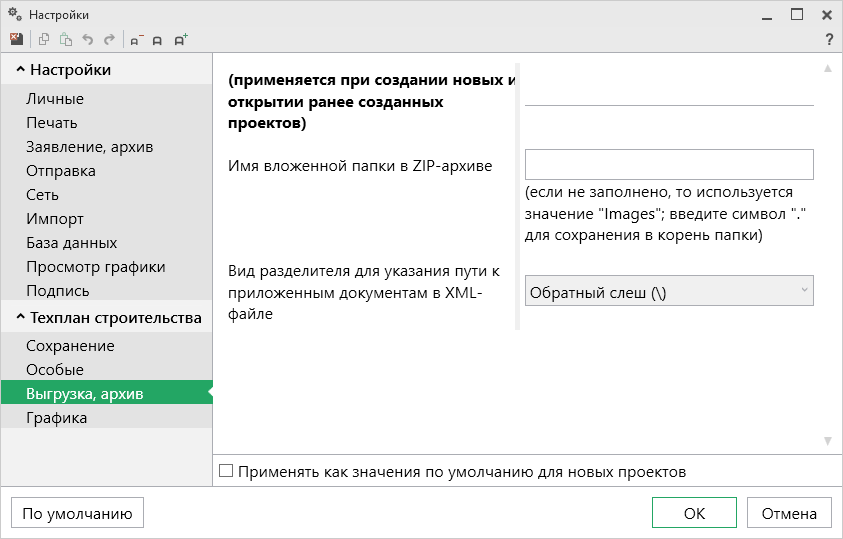 Настройки
?
Настройки
Личные
Печать
Заявление, архив
Отправка
Сеть
Импорт
База данных
Просмотр графики
Подпись
Техплан строительства
Сохранение
Особые
Выгрузка, архив
Графика
(применяется при создании новых и
открытии ранее созданных
проектов)
Имя вложенной папки в ZIP-архиве
(если не заполнено, то используется
значение "Images"; введите символ "."
для сохранения в корень папки)
Вид разделителя для указания пути к
приложенным документам в XML-
файле
Обратный слеш (\)
Применять как значения по умолчанию для новых проектов
По умолчанию
ОК
Отмена